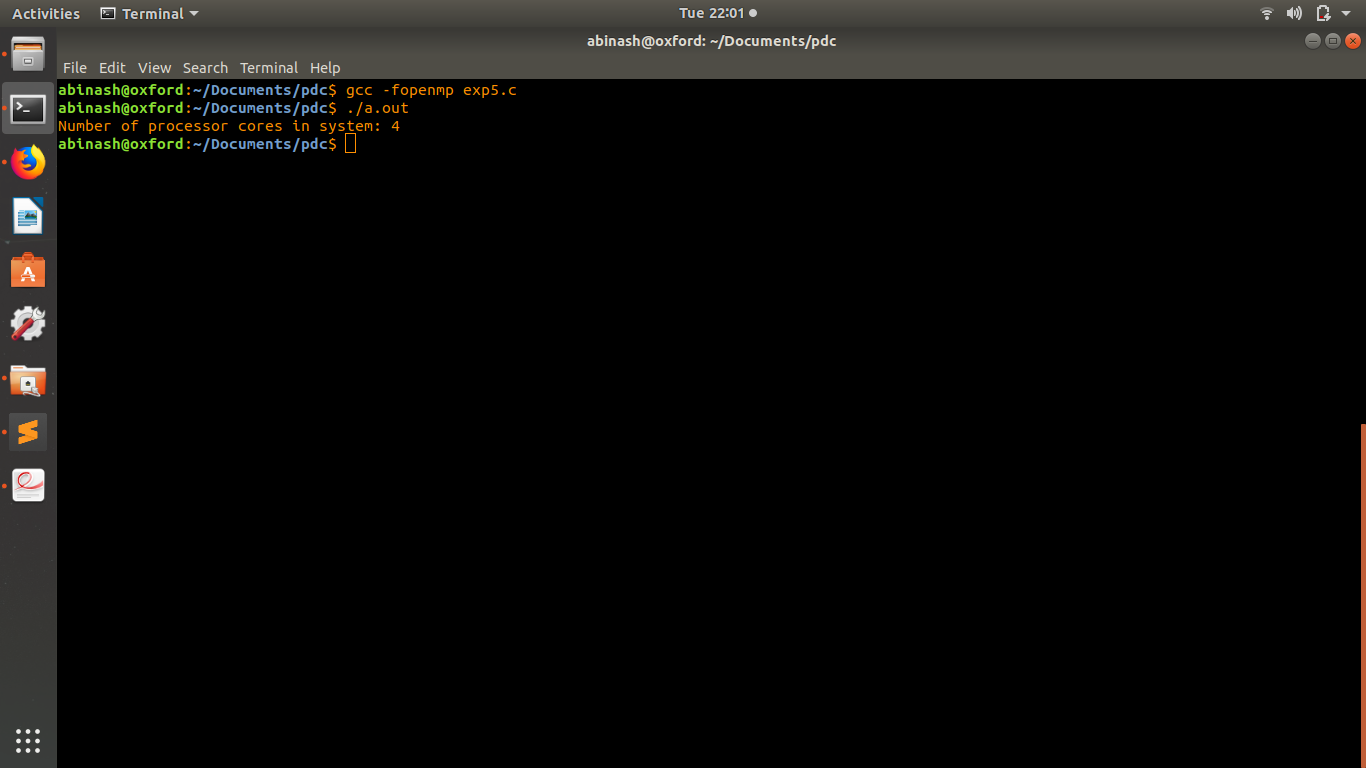 Activities Terminal Tue 22:01
abinash@oxford: ~/Documents/pdc
File Edit View Search Terminal Help
abinash@oxford:~/Documents/pdc$ gcc -fopenmp exp5.c
abinash@oxford:~/Documents/pdc$ ./a.out
Number of processor cores in system: 4
abinash@oxford:~/Documents/pdc$